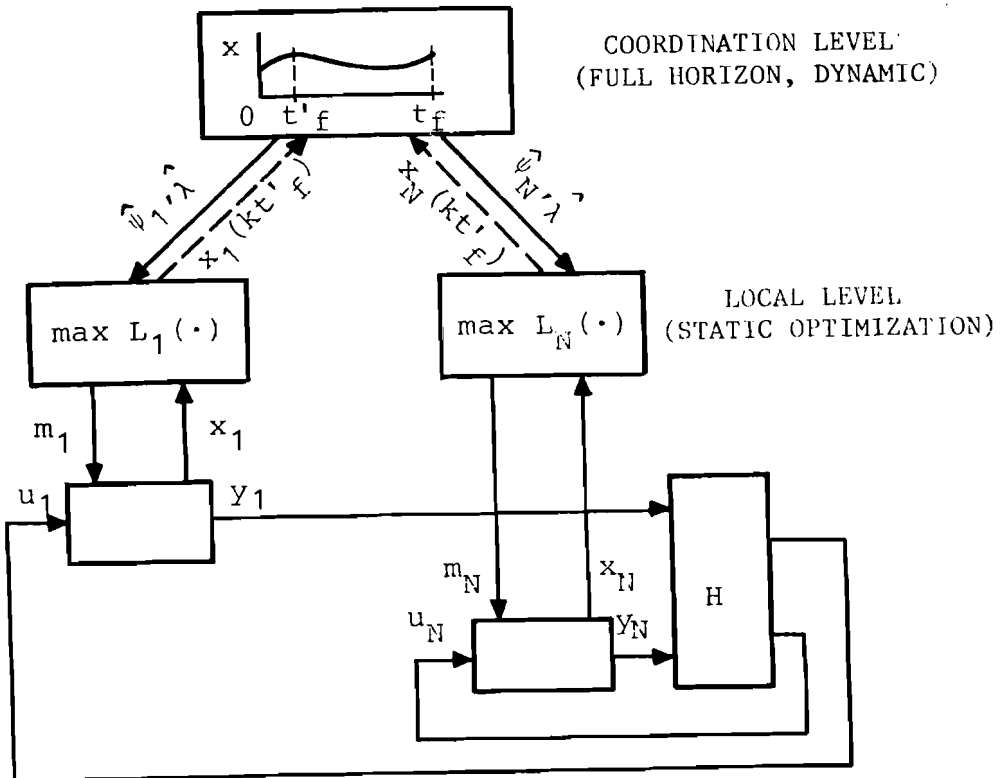 COORDINATION LEVEL
(FULL HORIZON, DYNAMIC)
x
0 t'f tf
ψ̂1, λ̂
x1(kt'f)
xN(kt'f)
ψ̂N, λ̂
max L1(·)
max LN(·)
LOCAL LEVEL
(STATIC OPTIMIZATION)
m1
x1
u1
y1
mN
xN
H
uN
yN